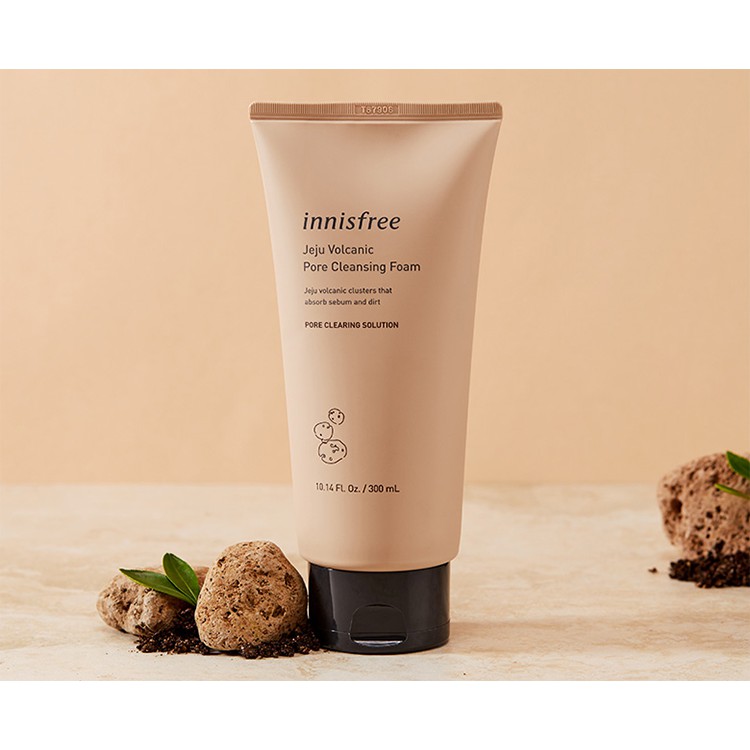 T87906
innisfree
Jeju Volcanic
Pore Cleansing Foam
Jeju volcanic clusters that
absorb sebum and dirt
PORE CLEARING SOLUTION
10.14 Fl. Oz. / 300 mL